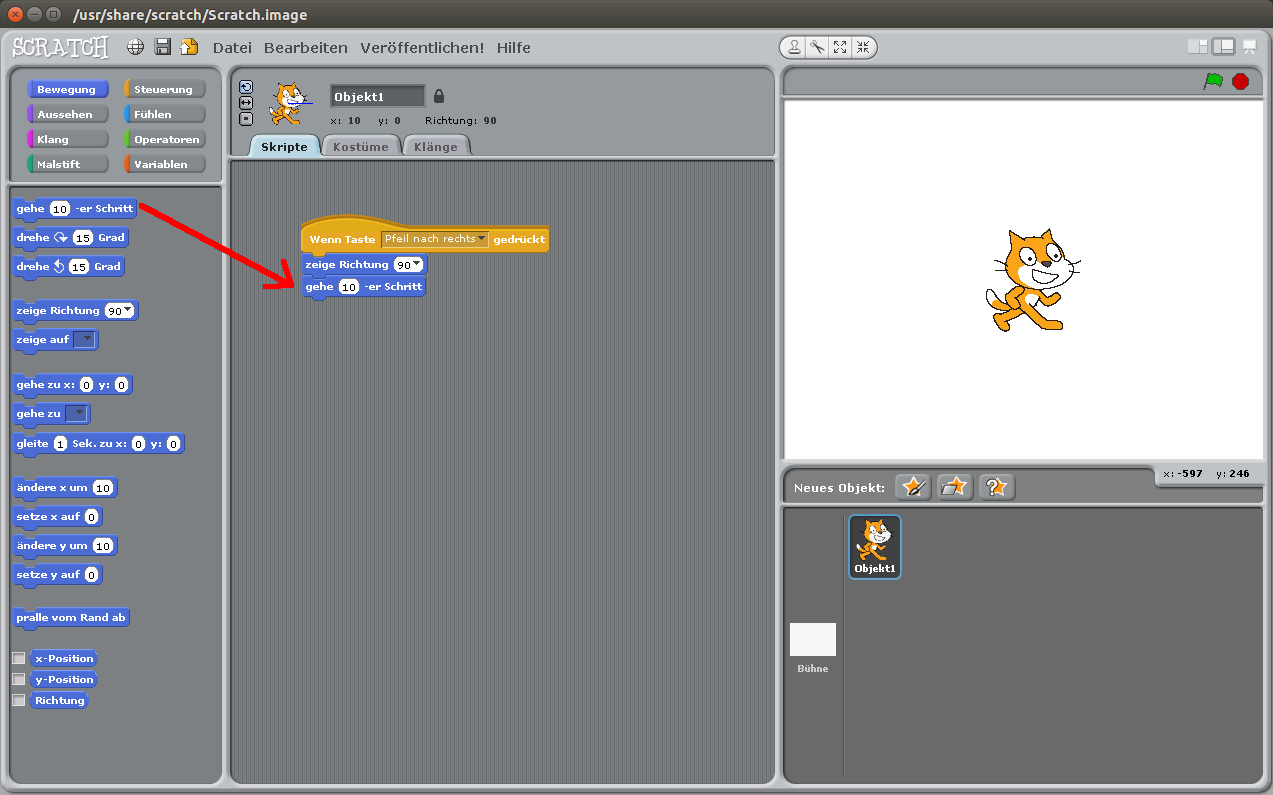 /usr/share/scratch/Scratch.image
SCRATCH Datei Bearbeiten Veröffentlichen! Hilfe
Bewegung Steuerung
Aussehen Fühlen
Klang Operatoren
Malstift Variablen
gehe 10 -er Schritt
drehe 15 Grad
drehe 15 Grad
zeige Richtung 90
zeige auf
gehe zu x: 0 y: 0
gehe zu
gleite 1 Sek. zu x: 0 y: 0
ändere x um 10
setze x auf 0
ändere y um 10
setze y auf 0
pralle vom Rand ab
x-Position
y-Position
Richtung
Objekt1
x: 10 y: 0 Richtung: 90
Skripte Kostüme Klänge
Wenn Taste Pfeil nach rechts gedrückt
zeige Richtung 90
gehe 10 -er Schritt
x: -597 y: 246
Neues Objekt:
Objekt1
Bühne